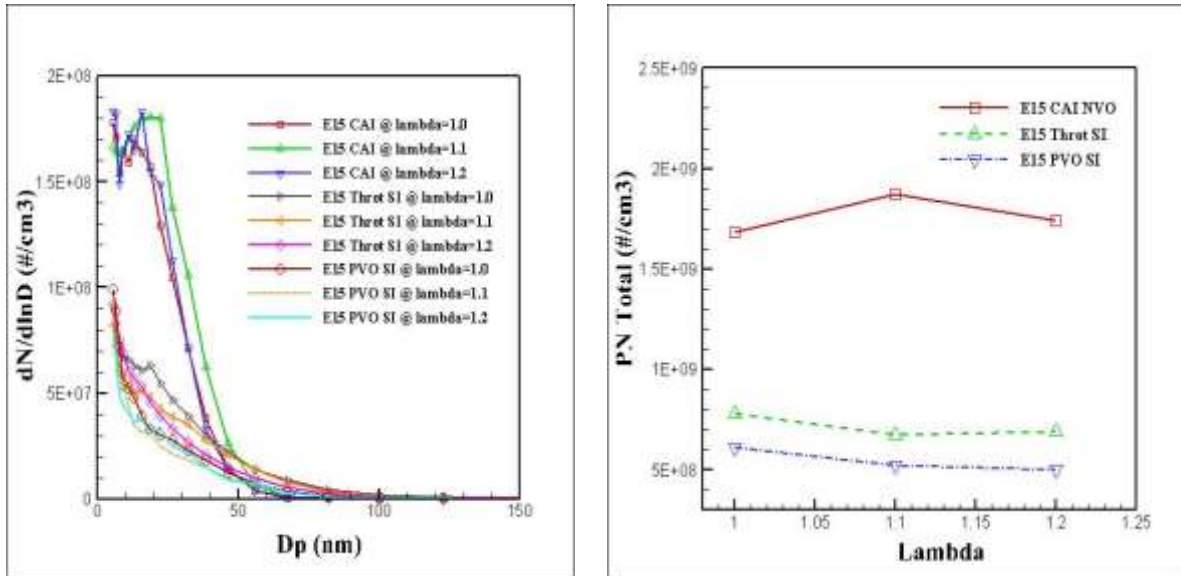 dN/dlnD (#/cm3)
2E+08
1.5E+08
1E+08
5E+07
0
0
50
100
150
Dp (nm)
E15 CAI @ lambda=1.0
E15 CAI @ lambda=1.1
E15 CAI @ lambda=1.2
E15 Throt SI @ lambda=1.0
E15 Throt SI @ lambda=1.1
E15 Throt SI @ lambda=1.2
E15 PVO SI @ lambda=1.0
E15 PVO SI @ lambda=1.1
E15 PVO SI @ lambda=1.2
PN Total (#/cm3)
2.5E+09
2E+09
1.5E+09
1E+09
5E+08
1
1.05
1.1
1.15
1.2
1.25
Lambda
E15 CAI NVO
E15 Throt SI
E15 PVO SI